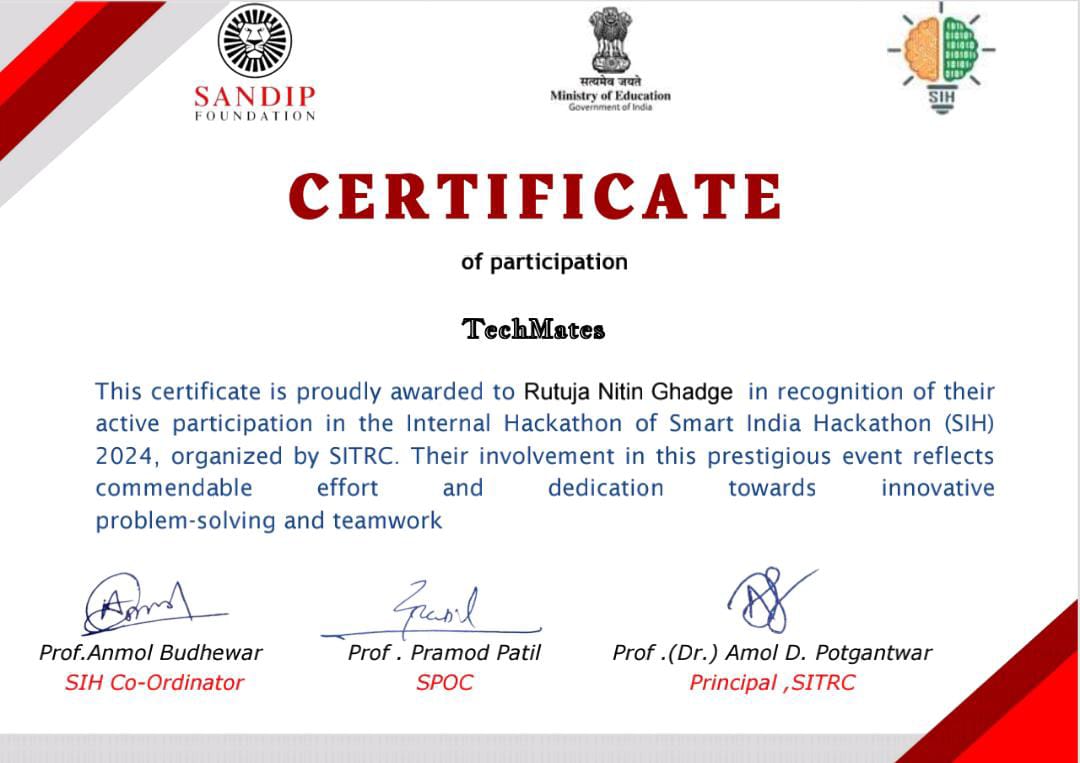 SANDIP
FOUNDATION
सत्यमेव जयते
Ministry of Education
Government of India
SIH
CERTIFICATE
of participation
TechMates
This certificate is proudly awarded to Rutuja Nitin Ghadge in recognition of their
active participation in the Internal Hackathon of Smart India Hackathon (SIH)
2024, organized by SITRC. Their involvement in this prestigious event reflects
commendable effort and dedication towards innovative
problem-solving and teamwork
Prof.Anmol Budhewar
SIH Co-Ordinator
Prof . Pramod Patil
SPOC
Prof .(Dr.) Amol D. Potgantwar
Principal ,SITRC